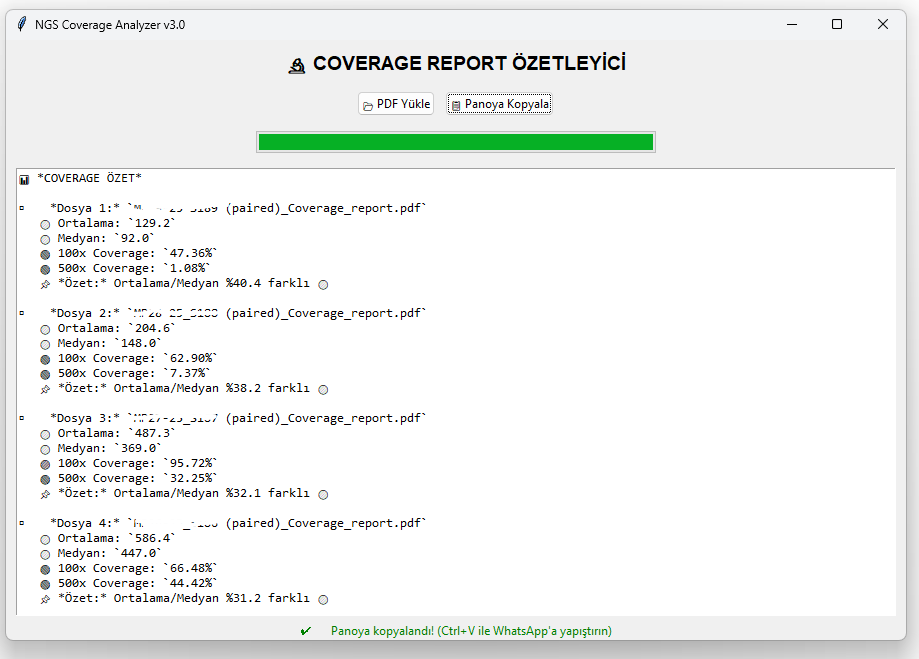 NGS Coverage Analyzer v3.0
COVERAGE REPORT ÖZETLEYİCİ
PDF Yükle
Panoya Kopyala
*COVERAGE ÖZET*
*Dosya 1:* (paired)_Coverage_report.pdf`
Ortalama: `129.2`
Medyan: `92.0`
100x Coverage: `47.36%`
500x Coverage: `1.08%`
*Özet:* Ortalama/Medyan %40.4 farklı
*Dosya 2:* (paired)_Coverage_report.pdf`
Ortalama: `204.6`
Medyan: `148.0`
100x Coverage: `62.90%`
500x Coverage: `7.37%`
*Özet:* Ortalama/Medyan %38.2 farklı
*Dosya 3:* (paired)_Coverage_report.pdf`
Ortalama: `487.3`
Medyan: `369.0`
100x Coverage: `95.72%`
500x Coverage: `32.25%`
*Özet:* Ortalama/Medyan %32.1 farklı
*Dosya 4:* (paired)_Coverage_report.pdf`
Ortalama: `586.4`
Medyan: `447.0`
100x Coverage: `66.48%`
500x Coverage: `44.42%`
*Özet:* Ortalama/Medyan %31.2 farklı
Panoya kopyalandı! (Ctrl+V ile WhatsApp'a yapıştırın)